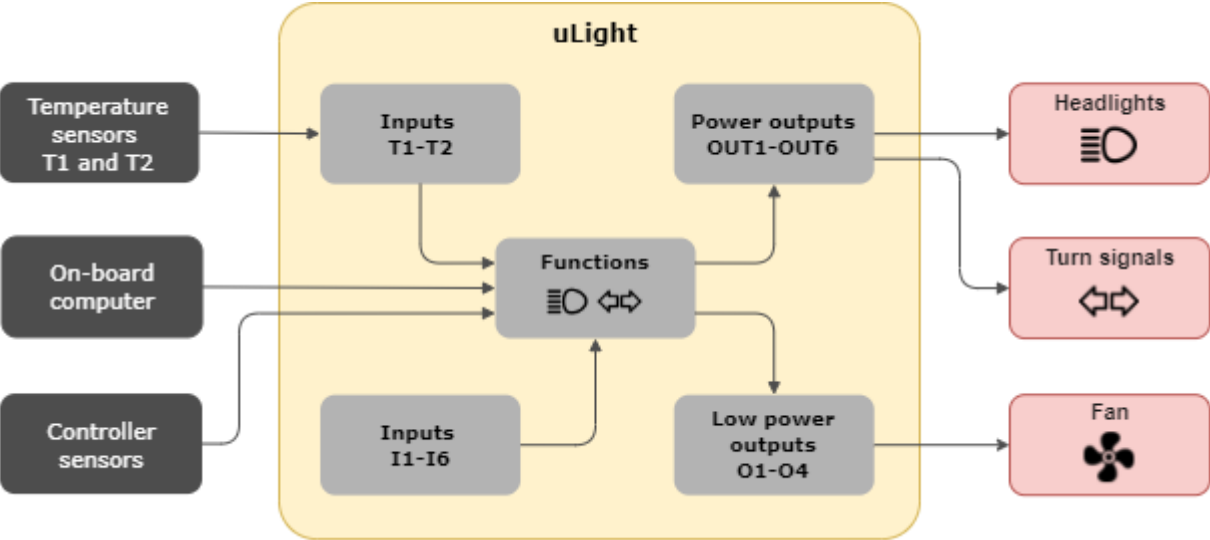 uLight
Temperature
sensors
T1 and T2
Inputs
T1-T2
Power outputs
OUT1-OUT6
Headlights
On-board
computer
Functions
Turn signals
Controller
sensors
Inputs
I1-I6
Low power
outputs
O1-O4
Fan